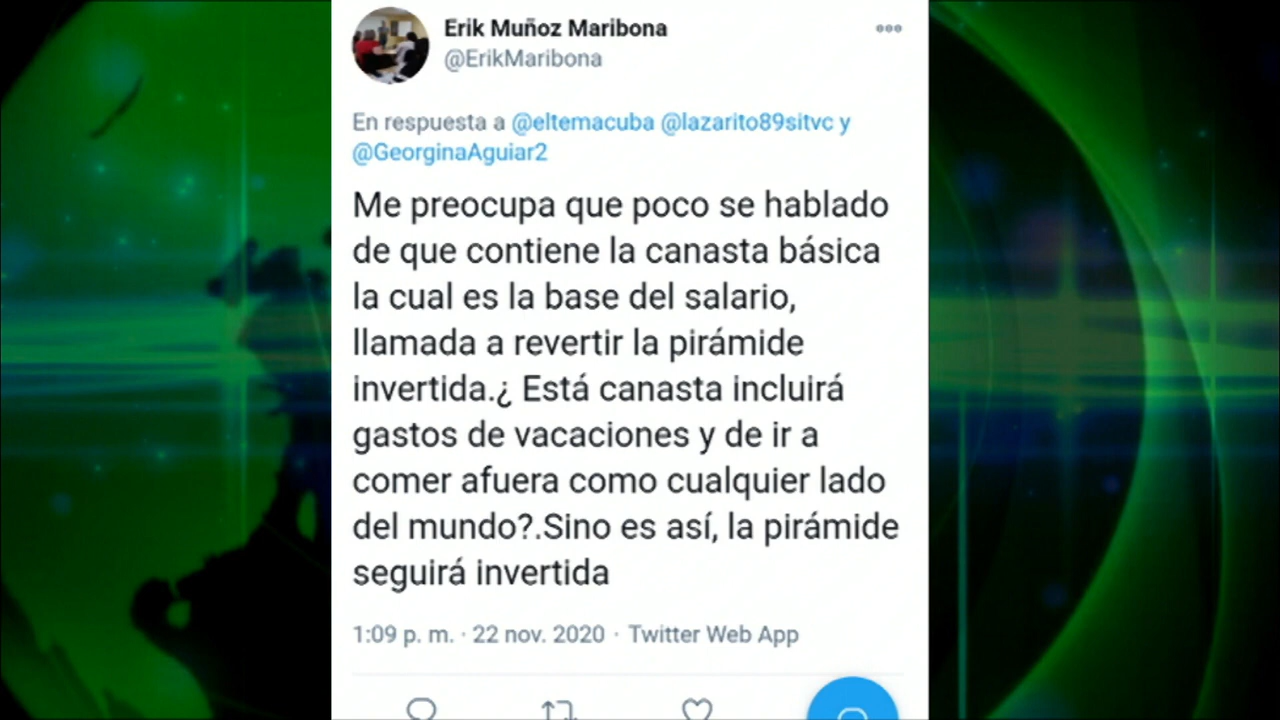 Erik Muñoz Maribona
@ErikMaribona
En respuesta a @eltemacuba @lazarito89sitvc y
@GeorginaAguiar2
Me preocupa que poco se hablado
de que contiene la canasta básica
la cual es la base del salario,
llamada a revertir la pirámide
invertida.¿ Está canasta incluirá
gastos de vacaciones y de ir a
comer afuera como cualquier lado
del mundo?.Sino es así, la pirámide
seguirá invertida
1:09 p. m. · 22 nov. 2020 · Twitter Web App